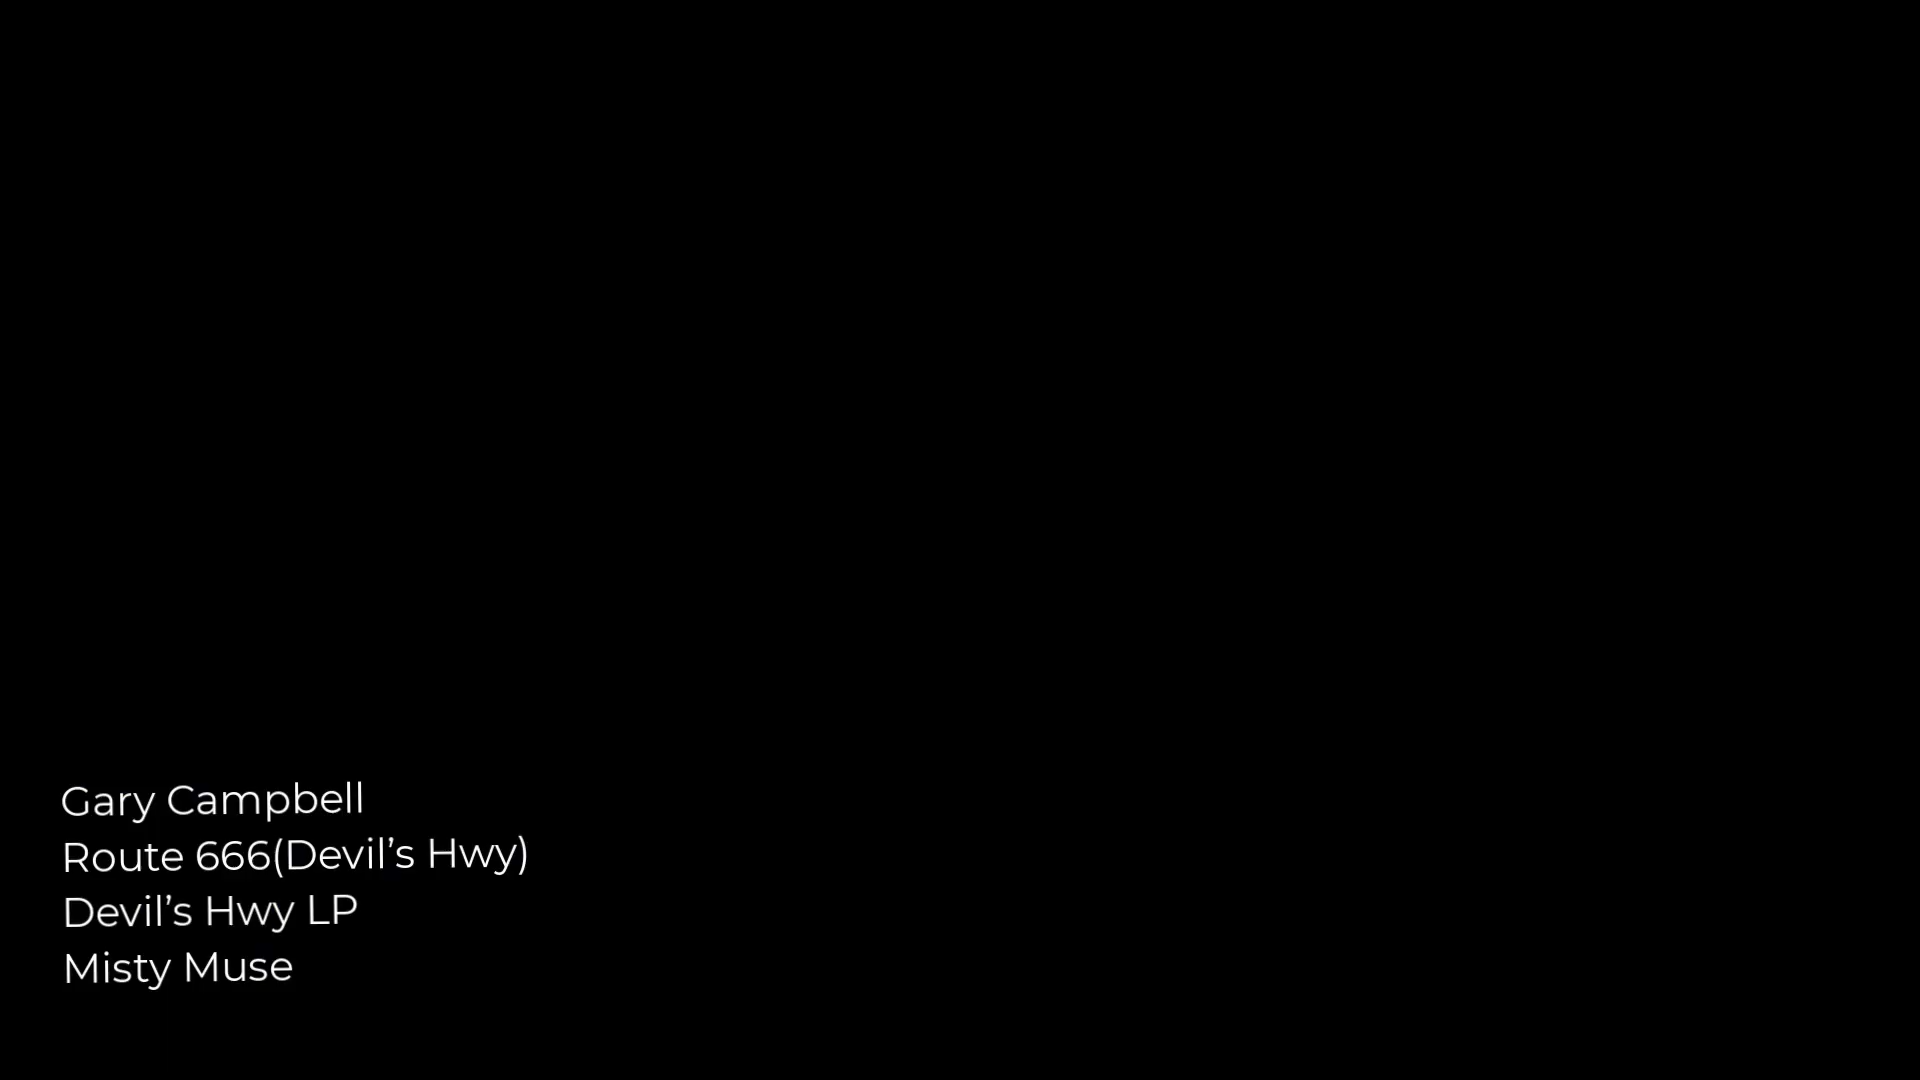 Gary Campbell
Route 666(Devil’s Hwy)
Devil’s Hwy LP
Misty Muse